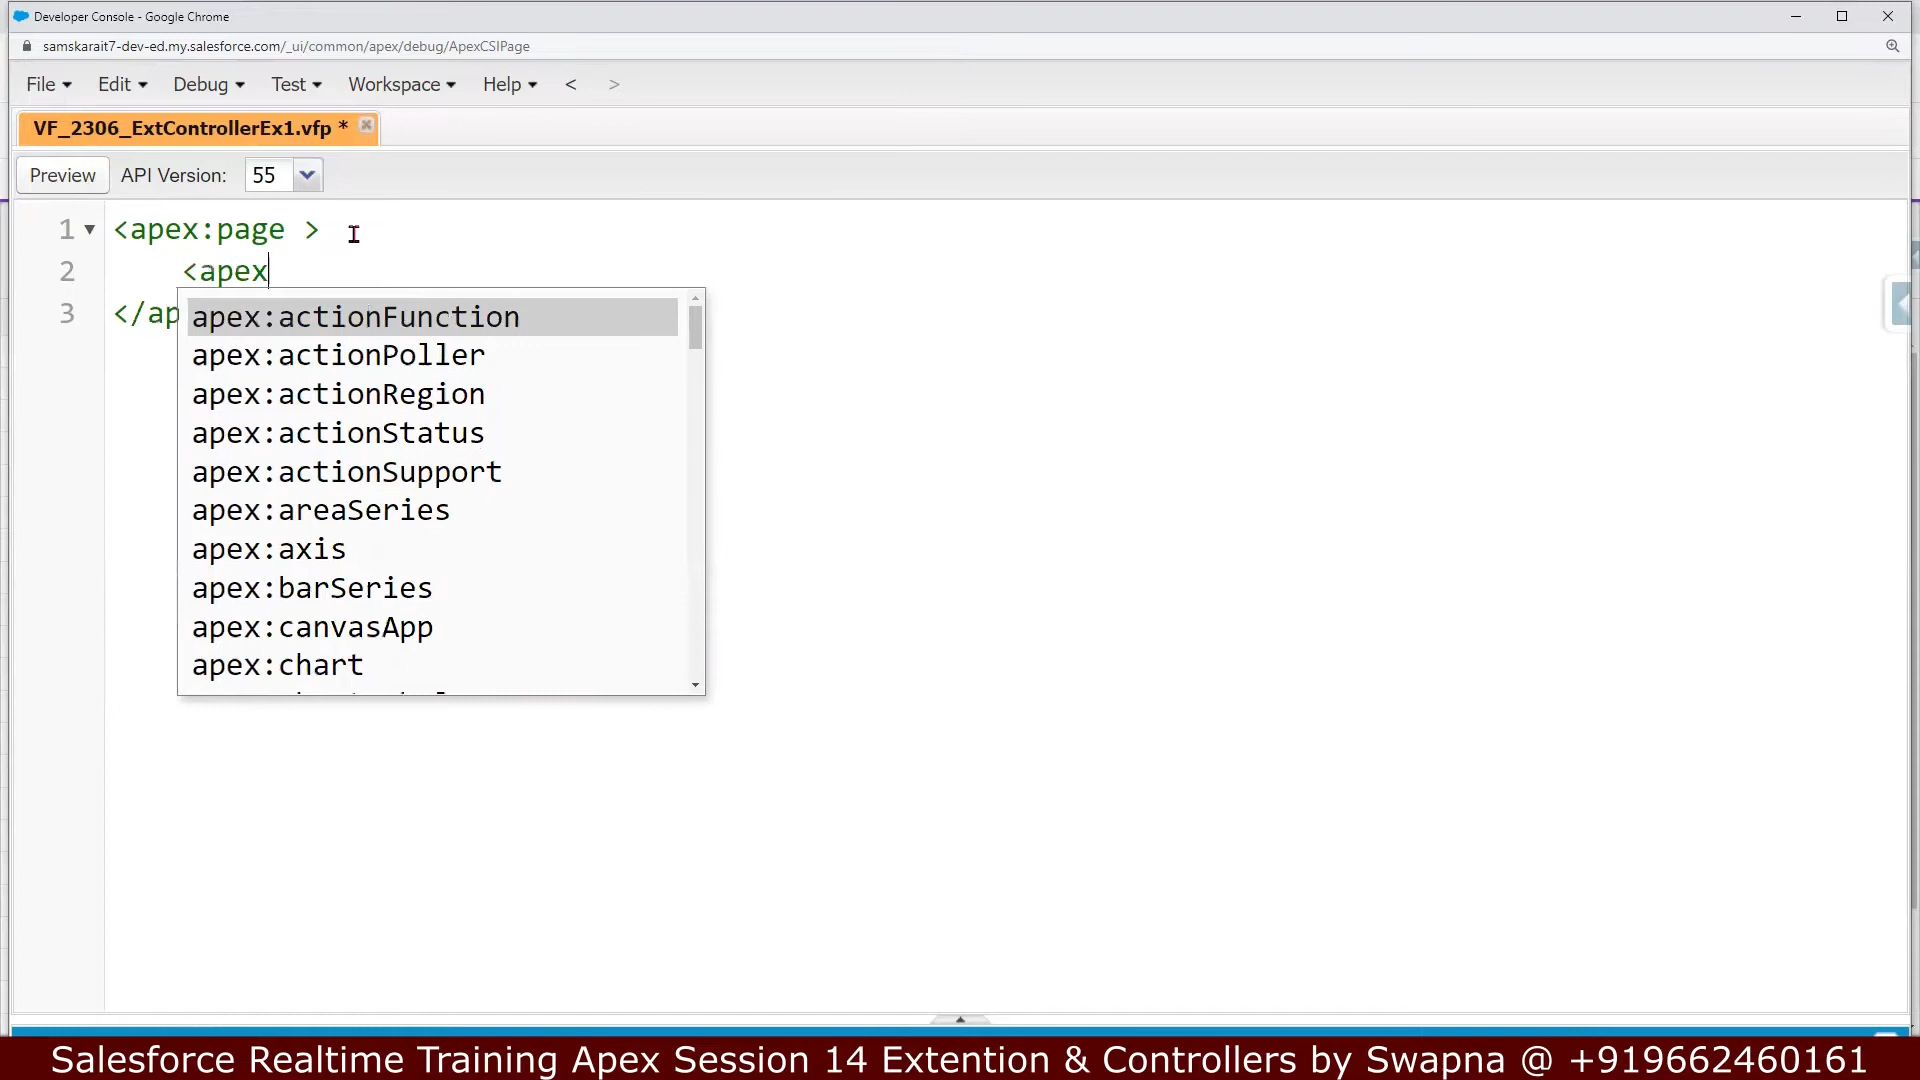 Developer Console - Google Chrome
samskarait7-dev-ed.my.salesforce.com/_ui/common/apex/debug/ApexCSIPage
File Edit Debug Test Workspace Help < >
VF_2306_ExtControllerEx1.vfp *
Preview API Version: 55
1 <apex:page >
2 <apex
3 </ap
apex:actionFunction
apex:actionPoller
apex:actionRegion
apex:actionStatus
apex:actionSupport
apex:areaSeries
apex:axis
apex:barSeries
apex:canvasApp
apex:chart
Salesforce Realtime Training Apex Session 14 Extention & Controllers by Swapna @ +919662460161